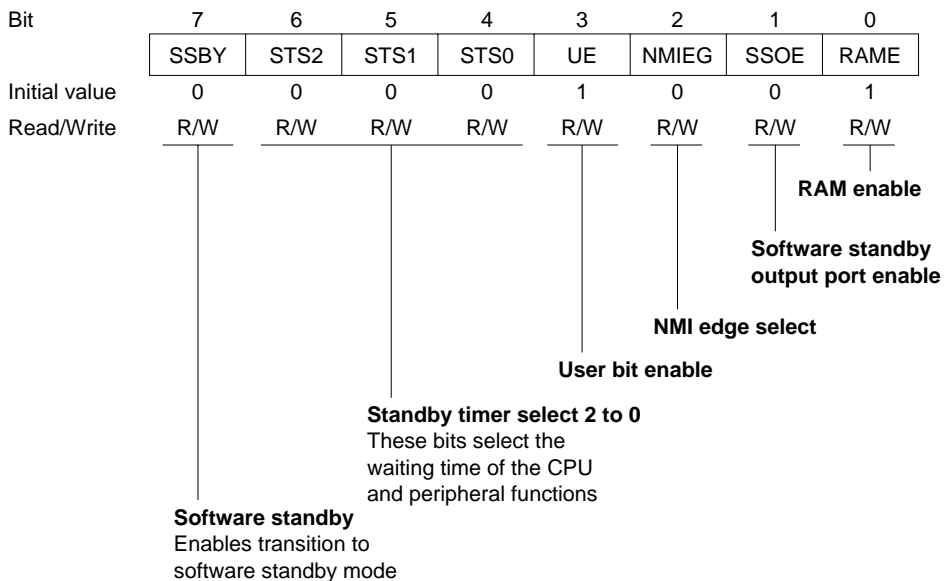 Bit 7 6 5 4 3 2 1 0
SSBY STS2 STS1 STS0 UE NMIEG SSOE RAME
Initial value 0 0 0 0 1 0 0 1
Read/Write R/W R/W R/W R/W R/W R/W R/W R/W
RAM enable
Software standby
output port enable
NMI edge select
User bit enable
Standby timer select 2 to 0
These bits select the
waiting time of the CPU
and peripheral functions
Software standby
Enables transition to
software standby mode